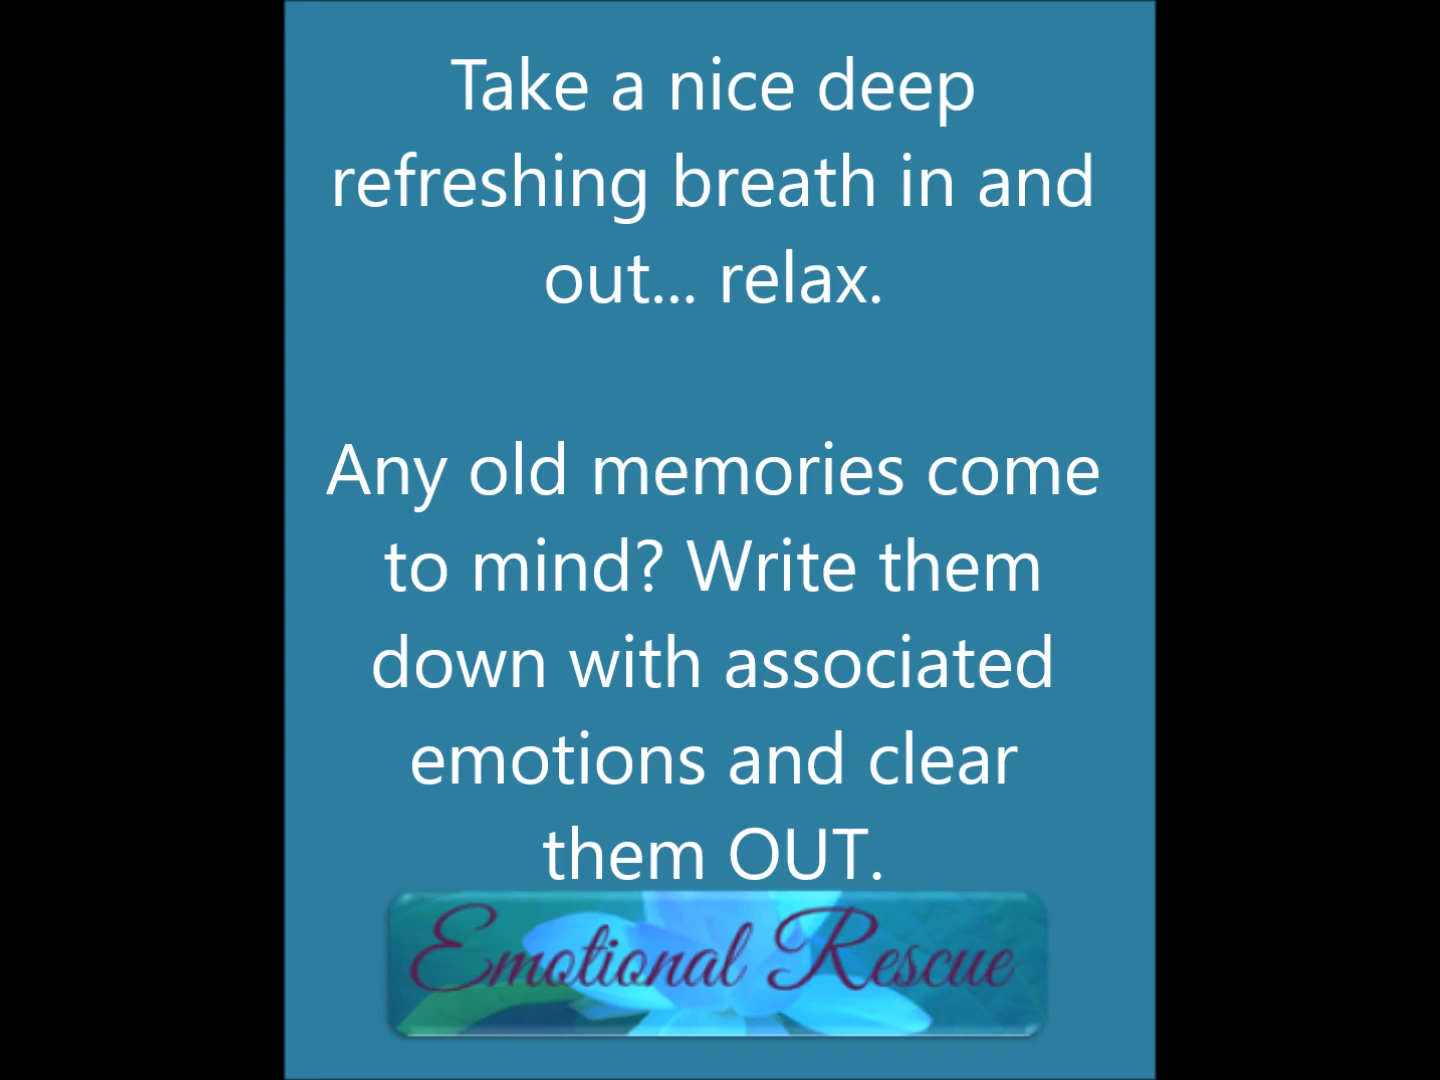 Take a nice deep
refreshing breath in and
out... relax.
Any old memories come
to mind? Write them
down with associated
emotions and clear
them OUT.
Emotional Rescue